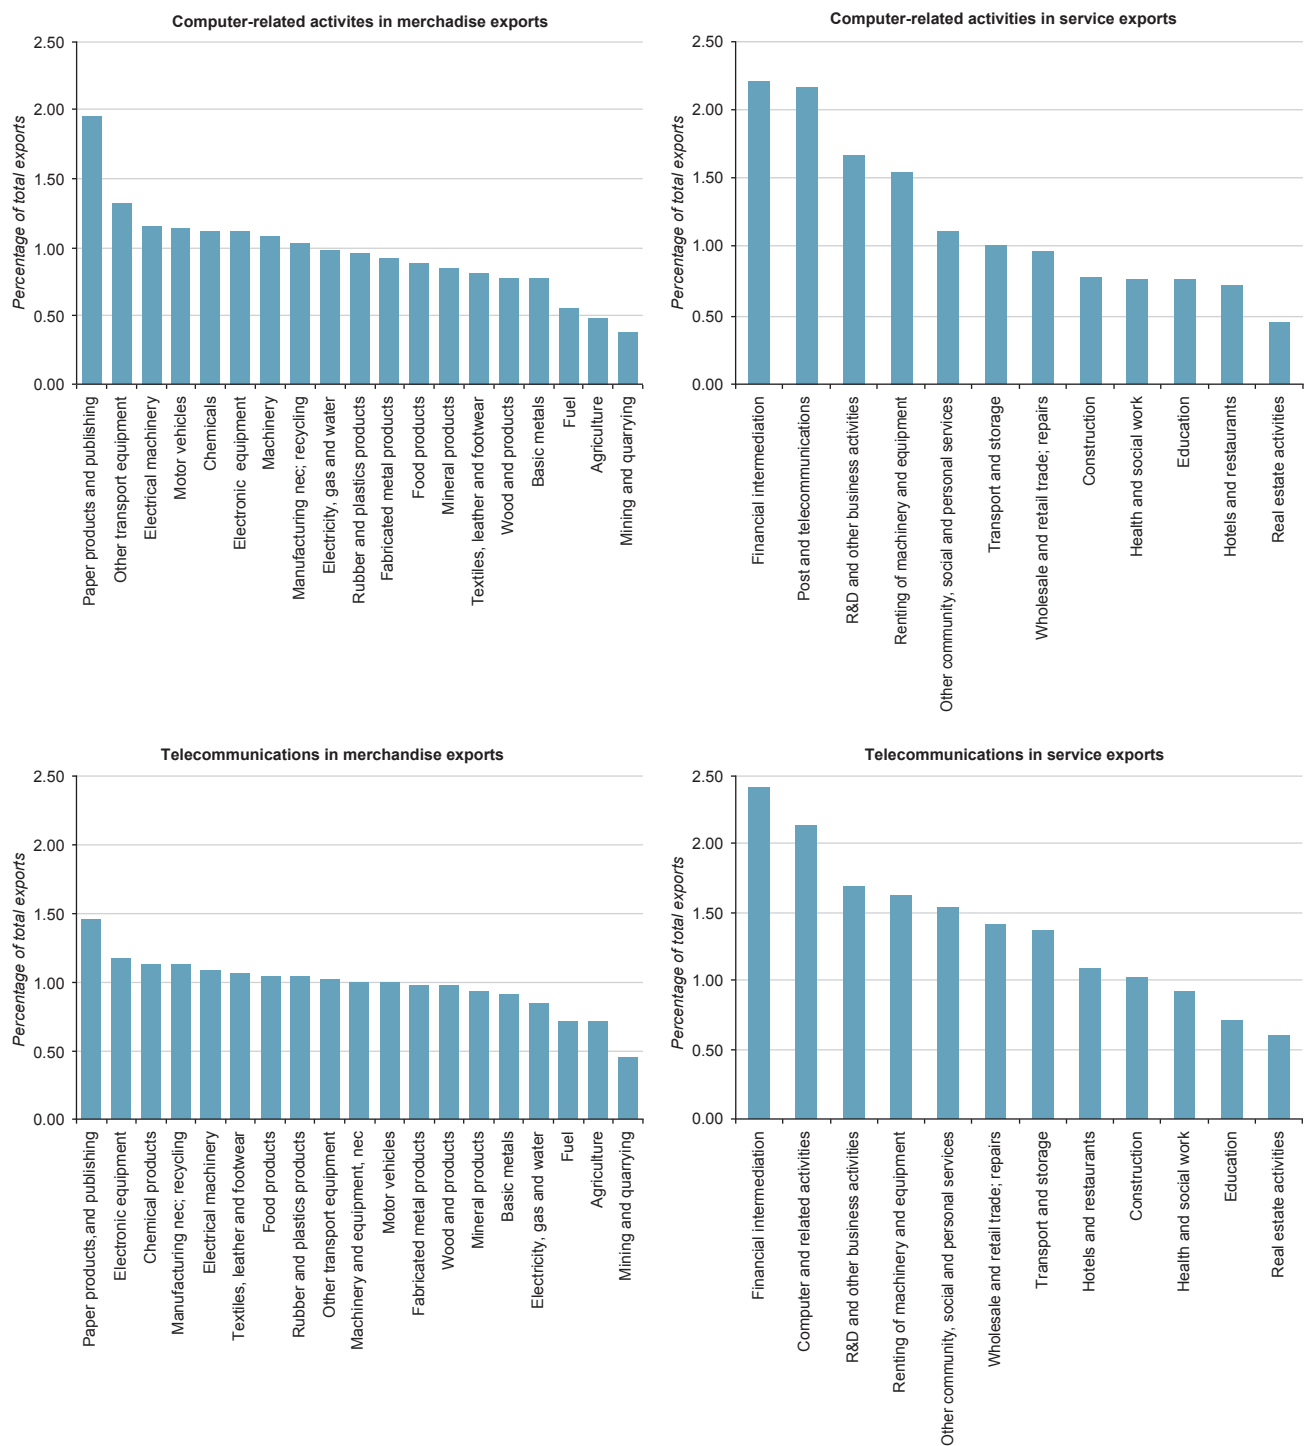 Computer-related activites in merchadise exports
Percentage of total exports
2.50
2.00
1.50
1.00
0.50
0.00
Paper products and publishing
Other transport equipment
Electrical machinery
Motor vehicles
Chemicals
Electronic equipment
Machinery
Manufacturing nec; recycling
Electricity, gas and water
Rubber and plastics products
Fabricated metal products
Food products
Mineral products
Textiles, leather and footwear
Wood and products
Basic metals
Fuel
Agriculture
Mining and quarrying
Computer-related activities in service exports
Percentage of total exports
2.50
2.00
1.50
1.00
0.50
0.00
Financial intermediation
Post and telecommunications
R&D and other business activities
Renting of machinery and equipment
Other community, social and personal services
Transport and storage
Wholesale and retail trade; repairs
Construction
Health and social work
Education
Hotels and restaurants
Real estate activities
Telecommunications in merchandise exports
Percentage of total exports
2.50
2.00
1.50
1.00
0.50
0.00
Paper products,and publishing
Electronic equipment
Chemical products
Manufacturing nec; recycling
Electrical machinery
Textiles, leather and footwear
Food products
Rubber and plastics products
Other transport equipment
Machinery and equipment, nec
Motor vehicles
Fabricated metal products
Wood and products
Mineral products
Basic metals
Electricity, gas and water
Fuel
Agriculture
Mining and quarrying
Telecommunications in service exports
Percentage of total exports
2.50
2.00
1.50
1.00
0.50
0.00
Financial intermediation
Computer and related activities
R&D and other business activities
Renting of machinery and equipment
Other community, social and personal services
Wholesale and retail trade; repairs
Transport and storage
Hotels and restaurants
Construction
Health and social work
Education
Real estate activities